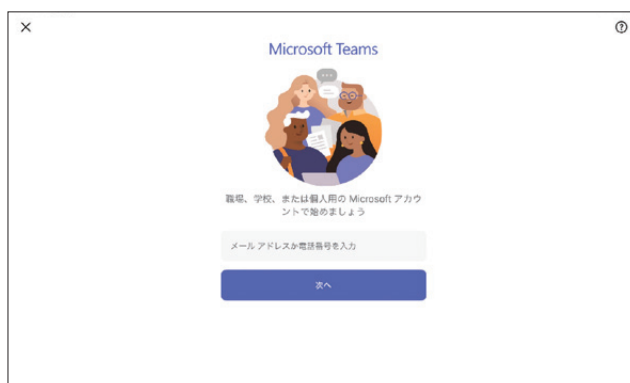 Microsoft Teams
職場、学校、または個人用の Microsoft アカウ
ントで始めましょう
メール アドレスか電話番号を入力
次へ